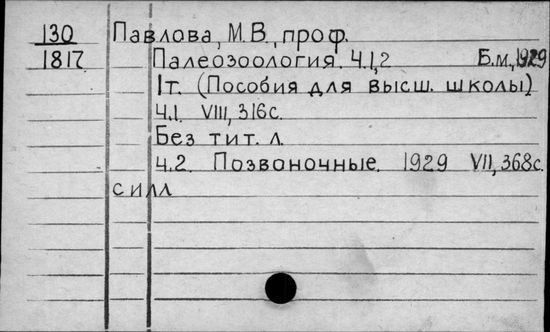 130 Павлова, М.В., проф.
1817 Палеозоология. Ч.1,2 Б.м., 1929
1т. (Пособия для высш. школы)
Ч.1. VIII, 316с.
Без тит. л.
Ч.2. Позвоночные. 1929 VII, 368с.
с илл